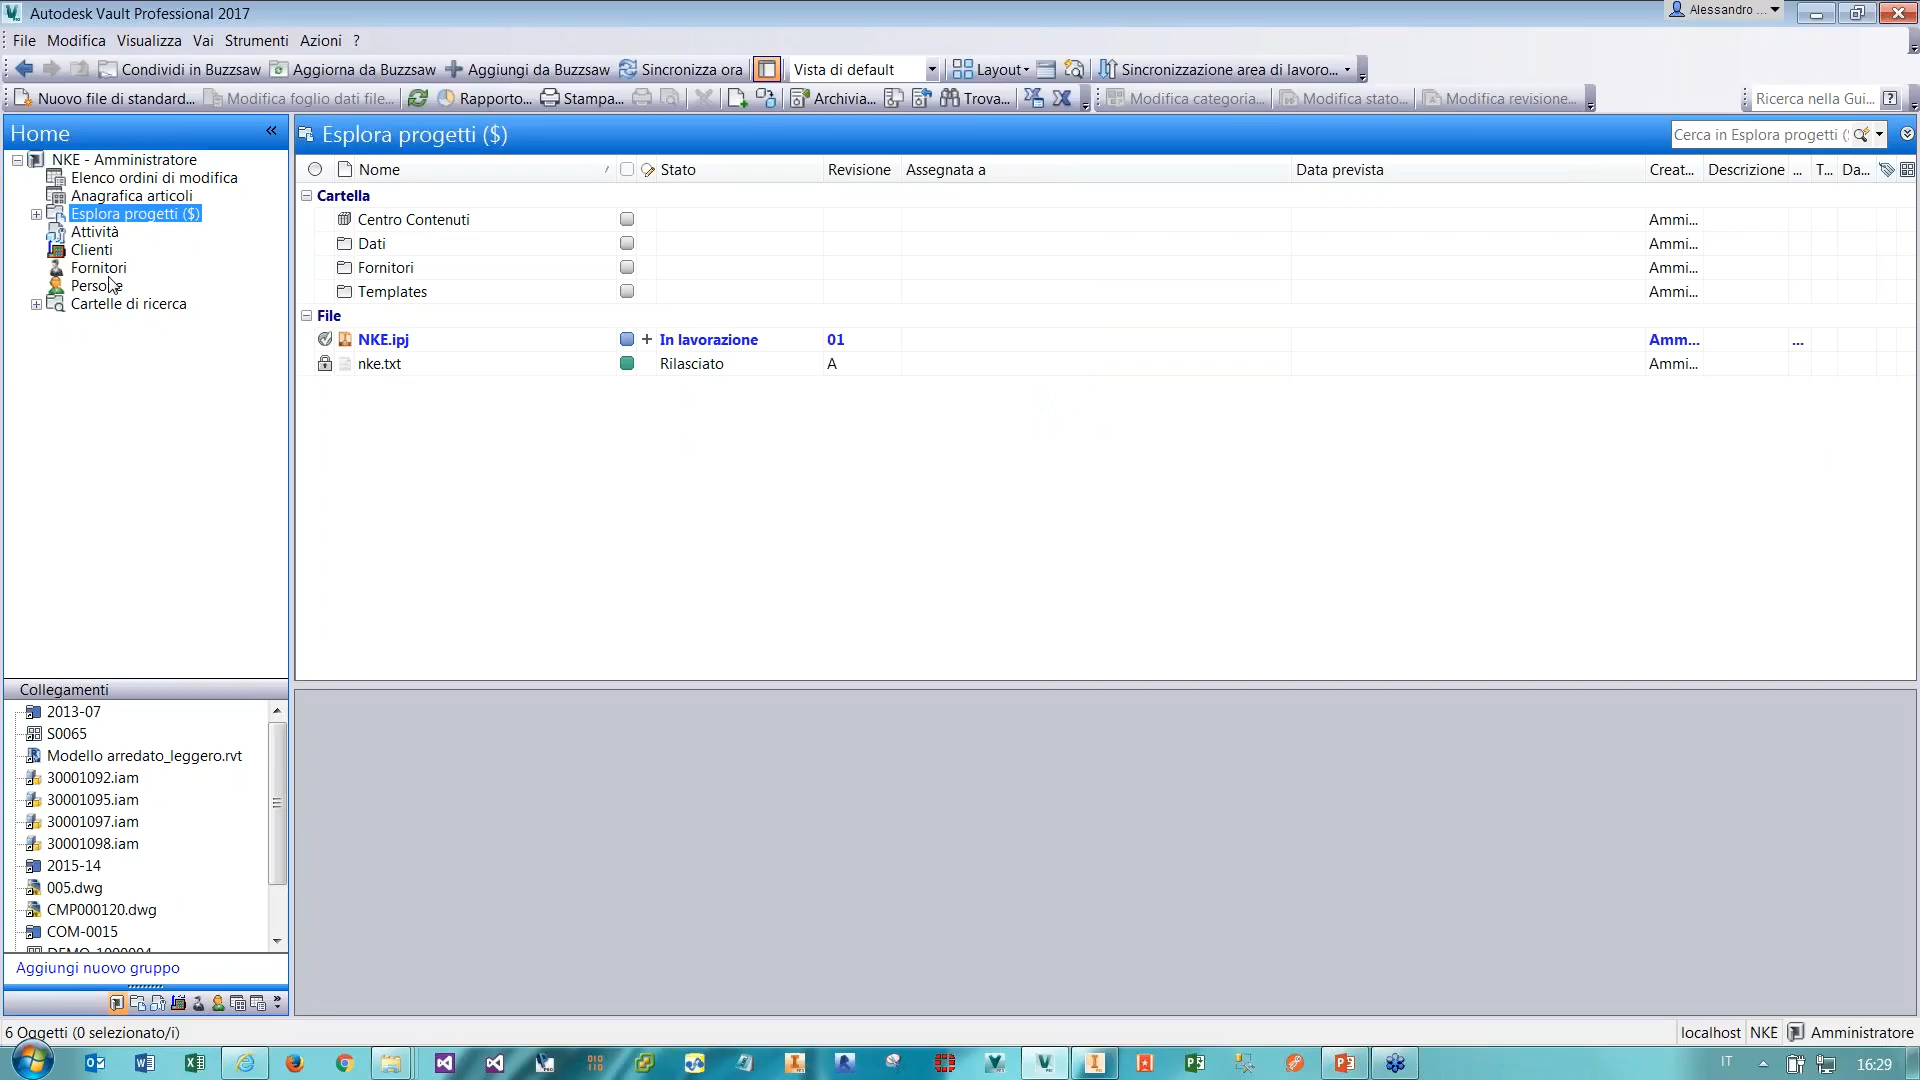 Autodesk Vault Professional 2017
Alessandro ...
File Modifica Visualizza Vai Strumenti Azioni ?
Condividi in Buzzsaw Aggiorna da Buzzsaw Aggiungi da Buzzsaw Sincronizza ora Vista di default Layout Sincronizzazione area di lavoro...
Nuovo file di standard... Modifica foglio dati file... Rapporto... Stampa... Archivia... Trova... Modifica categoria... Modifica stato... Modifica revisione... Ricerca nella Gui...
Home
Esplora progetti ($)
Cerca in Esplora progetti (
NKE - Amministratore
Elenco ordini di modifica
Anagrafica articoli
Esplora progetti ($)
Attività
Clienti
Fornitori
Persone
Cartelle di ricerca
Nome Stato Revisione Assegnata a Data prevista Creat... Descrizione ... T... Da...
Cartella
Centro Contenuti Ammi...
Dati Ammi...
Fornitori Ammi...
Templates Ammi...
File
NKE.ipj In lavorazione 01 Amm... ...
nke.txt Rilasciato A Ammi...
Collegamenti
2013-07
S0065
Modello arredato_leggero.rvt
30001092.iam
30001095.iam
30001097.iam
30001098.iam
2015-14
005.dwg
CMP000120.dwg
COM-0015
Aggiungi nuovo gruppo
6 Oggetti (0 selezionato/i)
localhost NKE Amministratore
IT 16:29